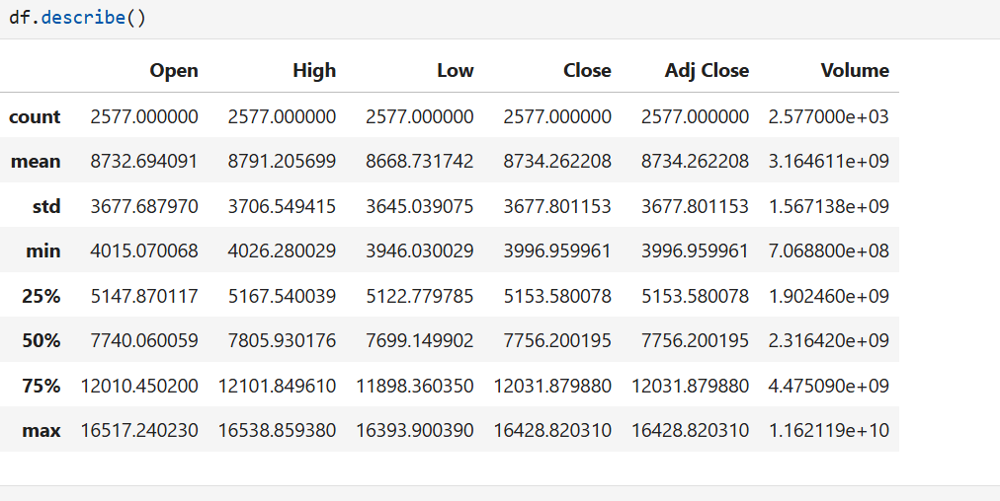 df.describe()
Open High Low Close Adj Close Volume
count 2577.000000 2577.000000 2577.000000 2577.000000 2577.000000 2.577000e+03
mean 8732.694091 8791.205699 8668.731742 8734.262208 8734.262208 3.164611e+09
std 3677.687970 3706.549415 3645.039075 3677.801153 3677.801153 1.567138e+09
min 4015.070068 4026.280029 3946.030029 3996.959961 3996.959961 7.068800e+08
25% 5147.870117 5167.540039 5122.779785 5153.580078 5153.580078 1.902460e+09
50% 7740.060059 7805.930176 7699.149902 7756.200195 7756.200195 2.316420e+09
75% 12010.450200 12101.849610 11898.360350 12031.879880 12031.879880 4.475090e+09
max 16517.240230 16538.859380 16393.900390 16428.820310 16428.820310 1.162119e+10